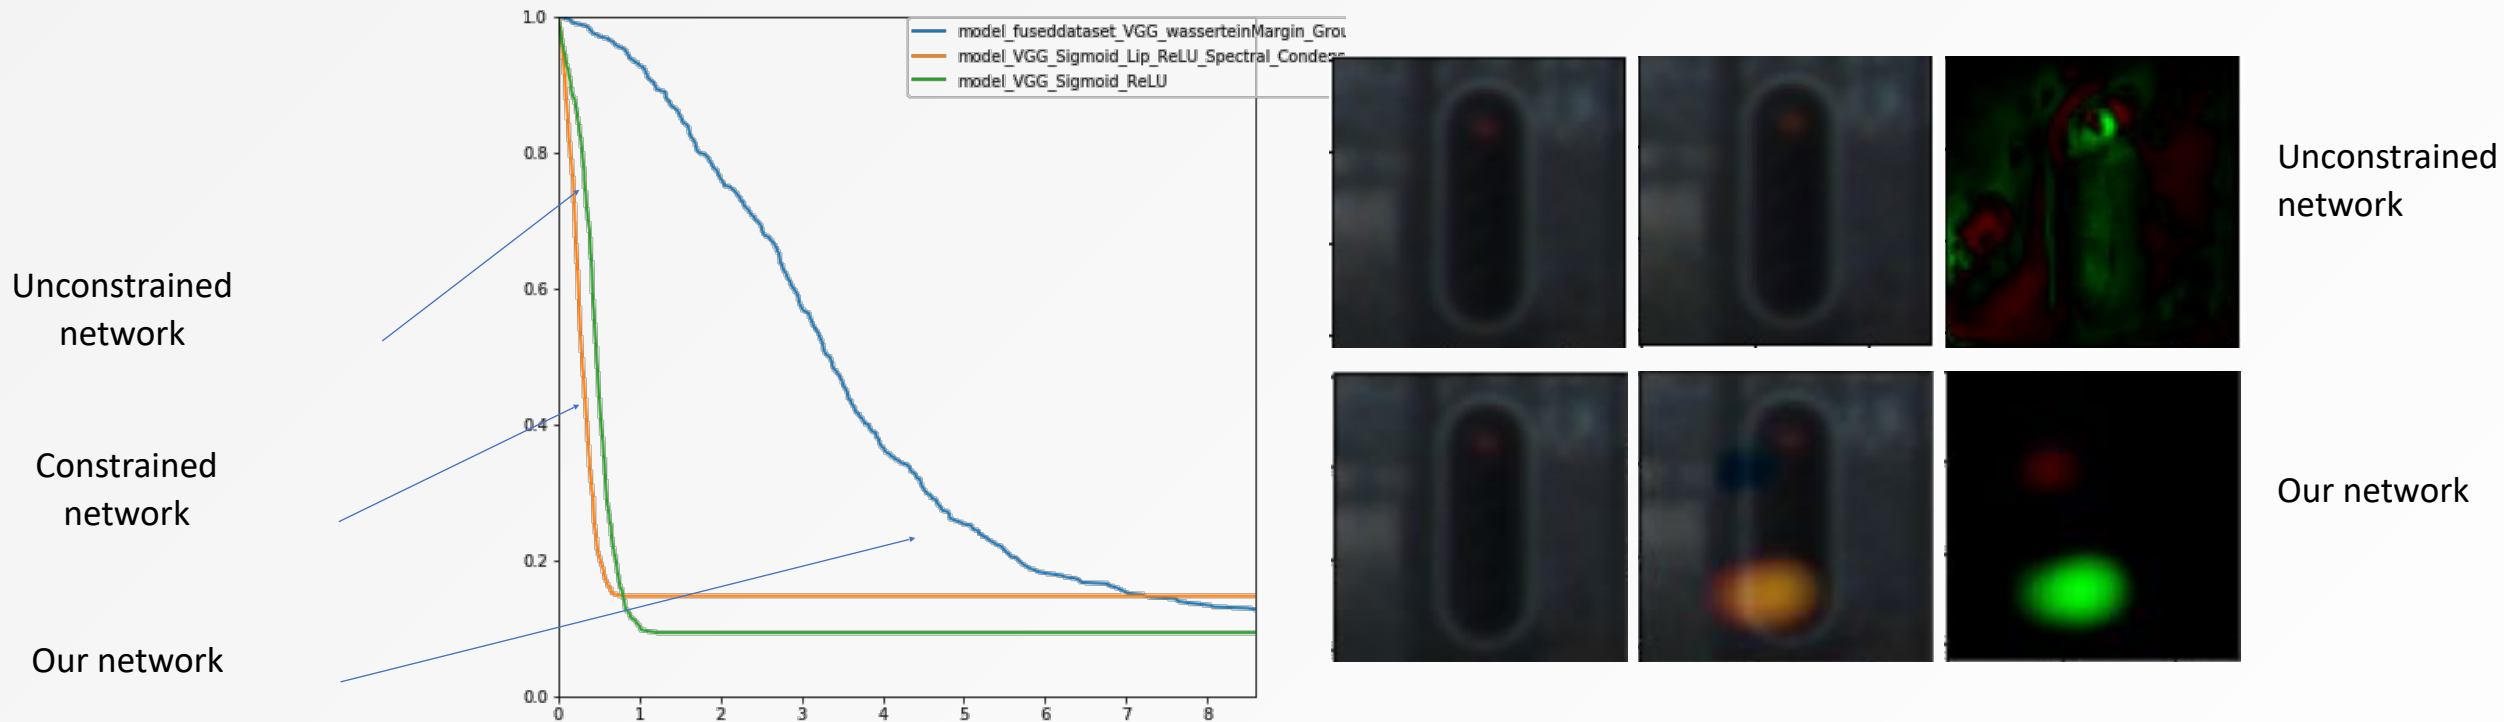 Unconstrained
network
Constrained
network
Our network
1.0
0.8
0.6
0.4
0.2
0.0
0 1 2 3 4 5 6 7 8
model_fuseddataset_VGG_wasserteinMargin_Grou
model_VGG_Sigmoid_Lip_ReLU_Spectral_Condens
model_VGG_Sigmoid_ReLU
Unconstrained
network
Our network